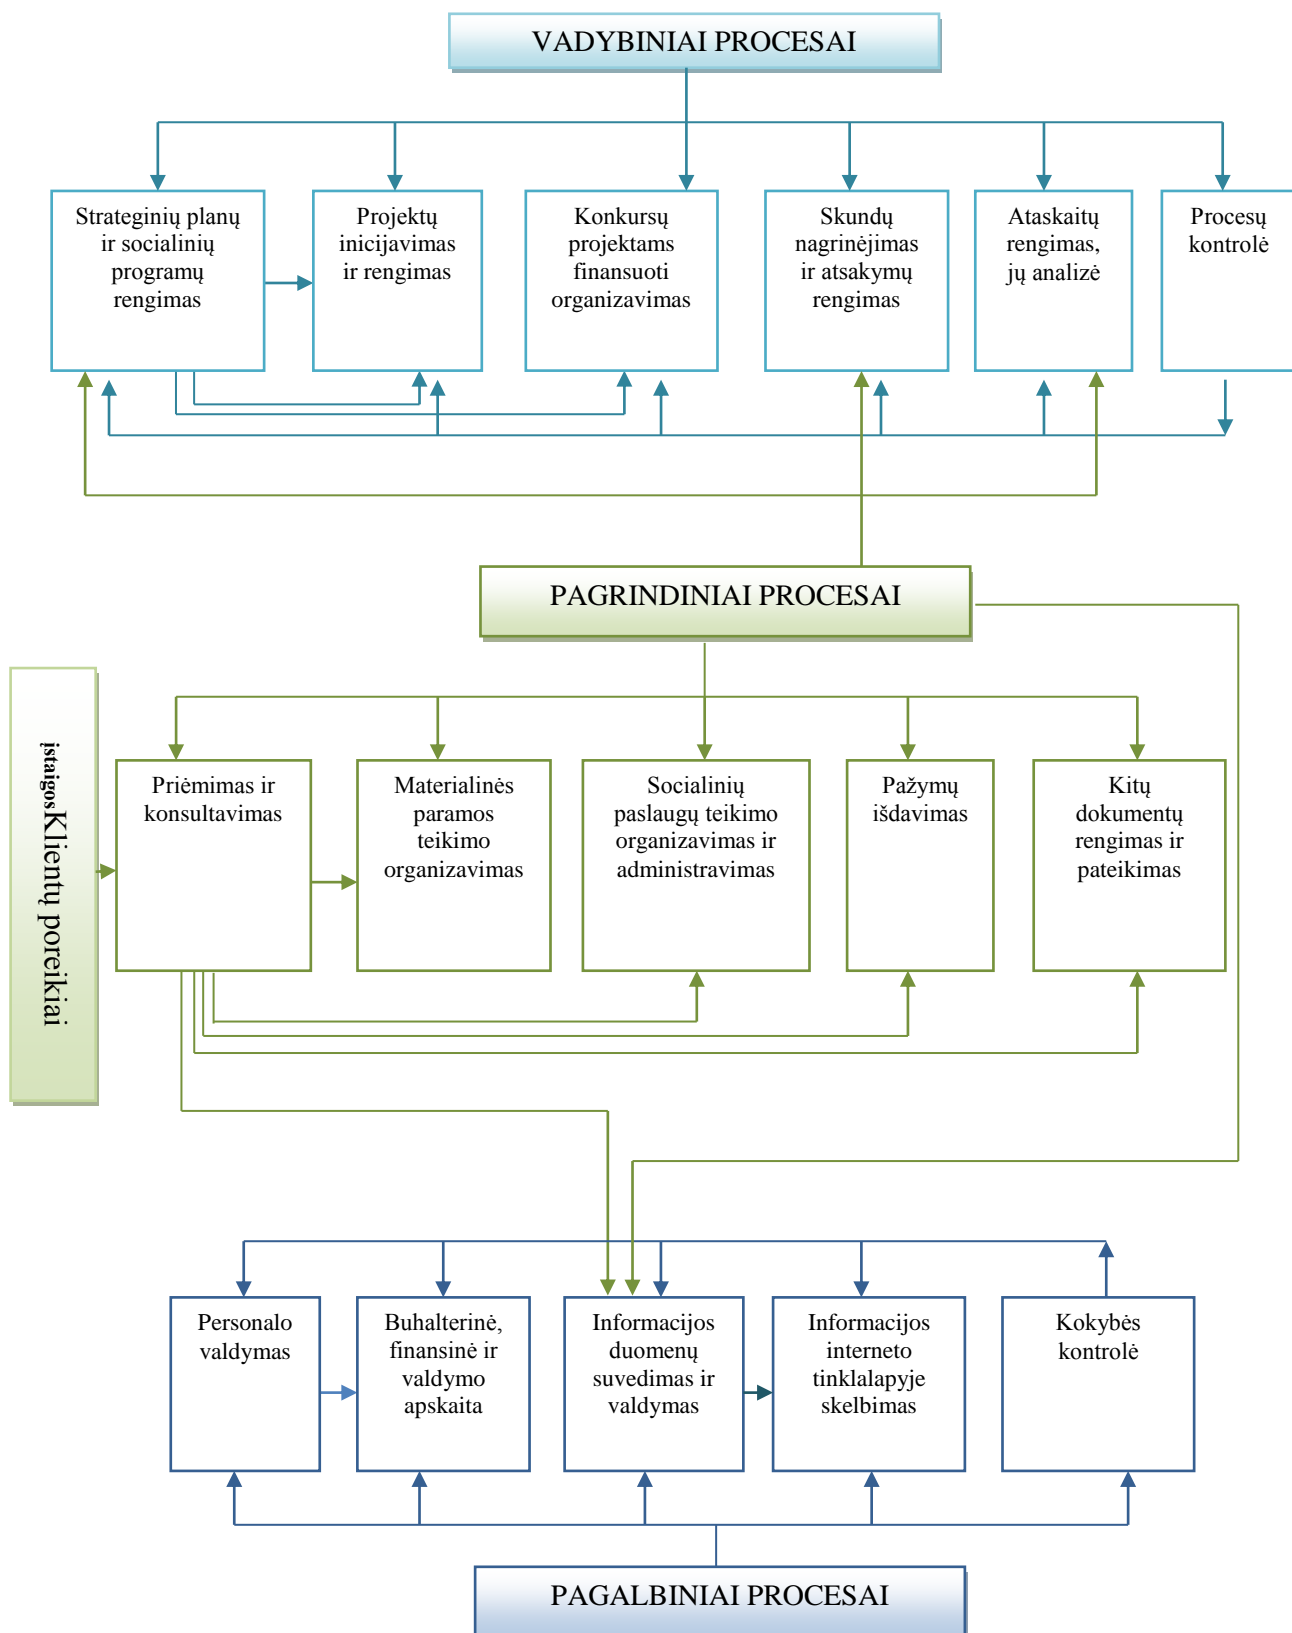 VADYBINIAI PROCESAI
Strateginių planų
ir socialinių
programų
rengimas
Projektų
inicijavimas
ir rengimas
Konkursų
projektams
finansuoti
organizavimas
Skundų
nagrinėjimas
ir atsakymų
rengimas
Ataskaitų
rengimas,
jų analizė
Procesų
kontrolė
PAGRINDINIAI PROCESAI
įstaigosKlientų poreikiai
Priėmimas ir
konsultavimas
Materialinės
paramos
teikimo
organizavimas
Socialinių
paslaugų teikimo
organizavimas ir
administravimas
Pažymų
išdavimas
Kitų
dokumentų
rengimas ir
pateikimas
Personalo
valdymas
Buhalterinė,
finansinė ir
valdymo
apskaita
Informacijos
duomenų
suvedimas ir
valdymas
Informacijos
interneto
tinklalapyje
skelbimas
Kokybės
kontrolė
PAGALBINIAI PROCESAI